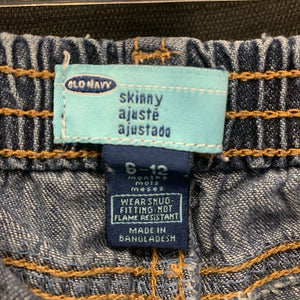 OLD NAVY
skinny
ajusté
ajustado
6-12
months
mois
meses
WEAR SNUG-
FITTING-NOT
FLAME RESISTANT
MADE IN
BANGLADESH